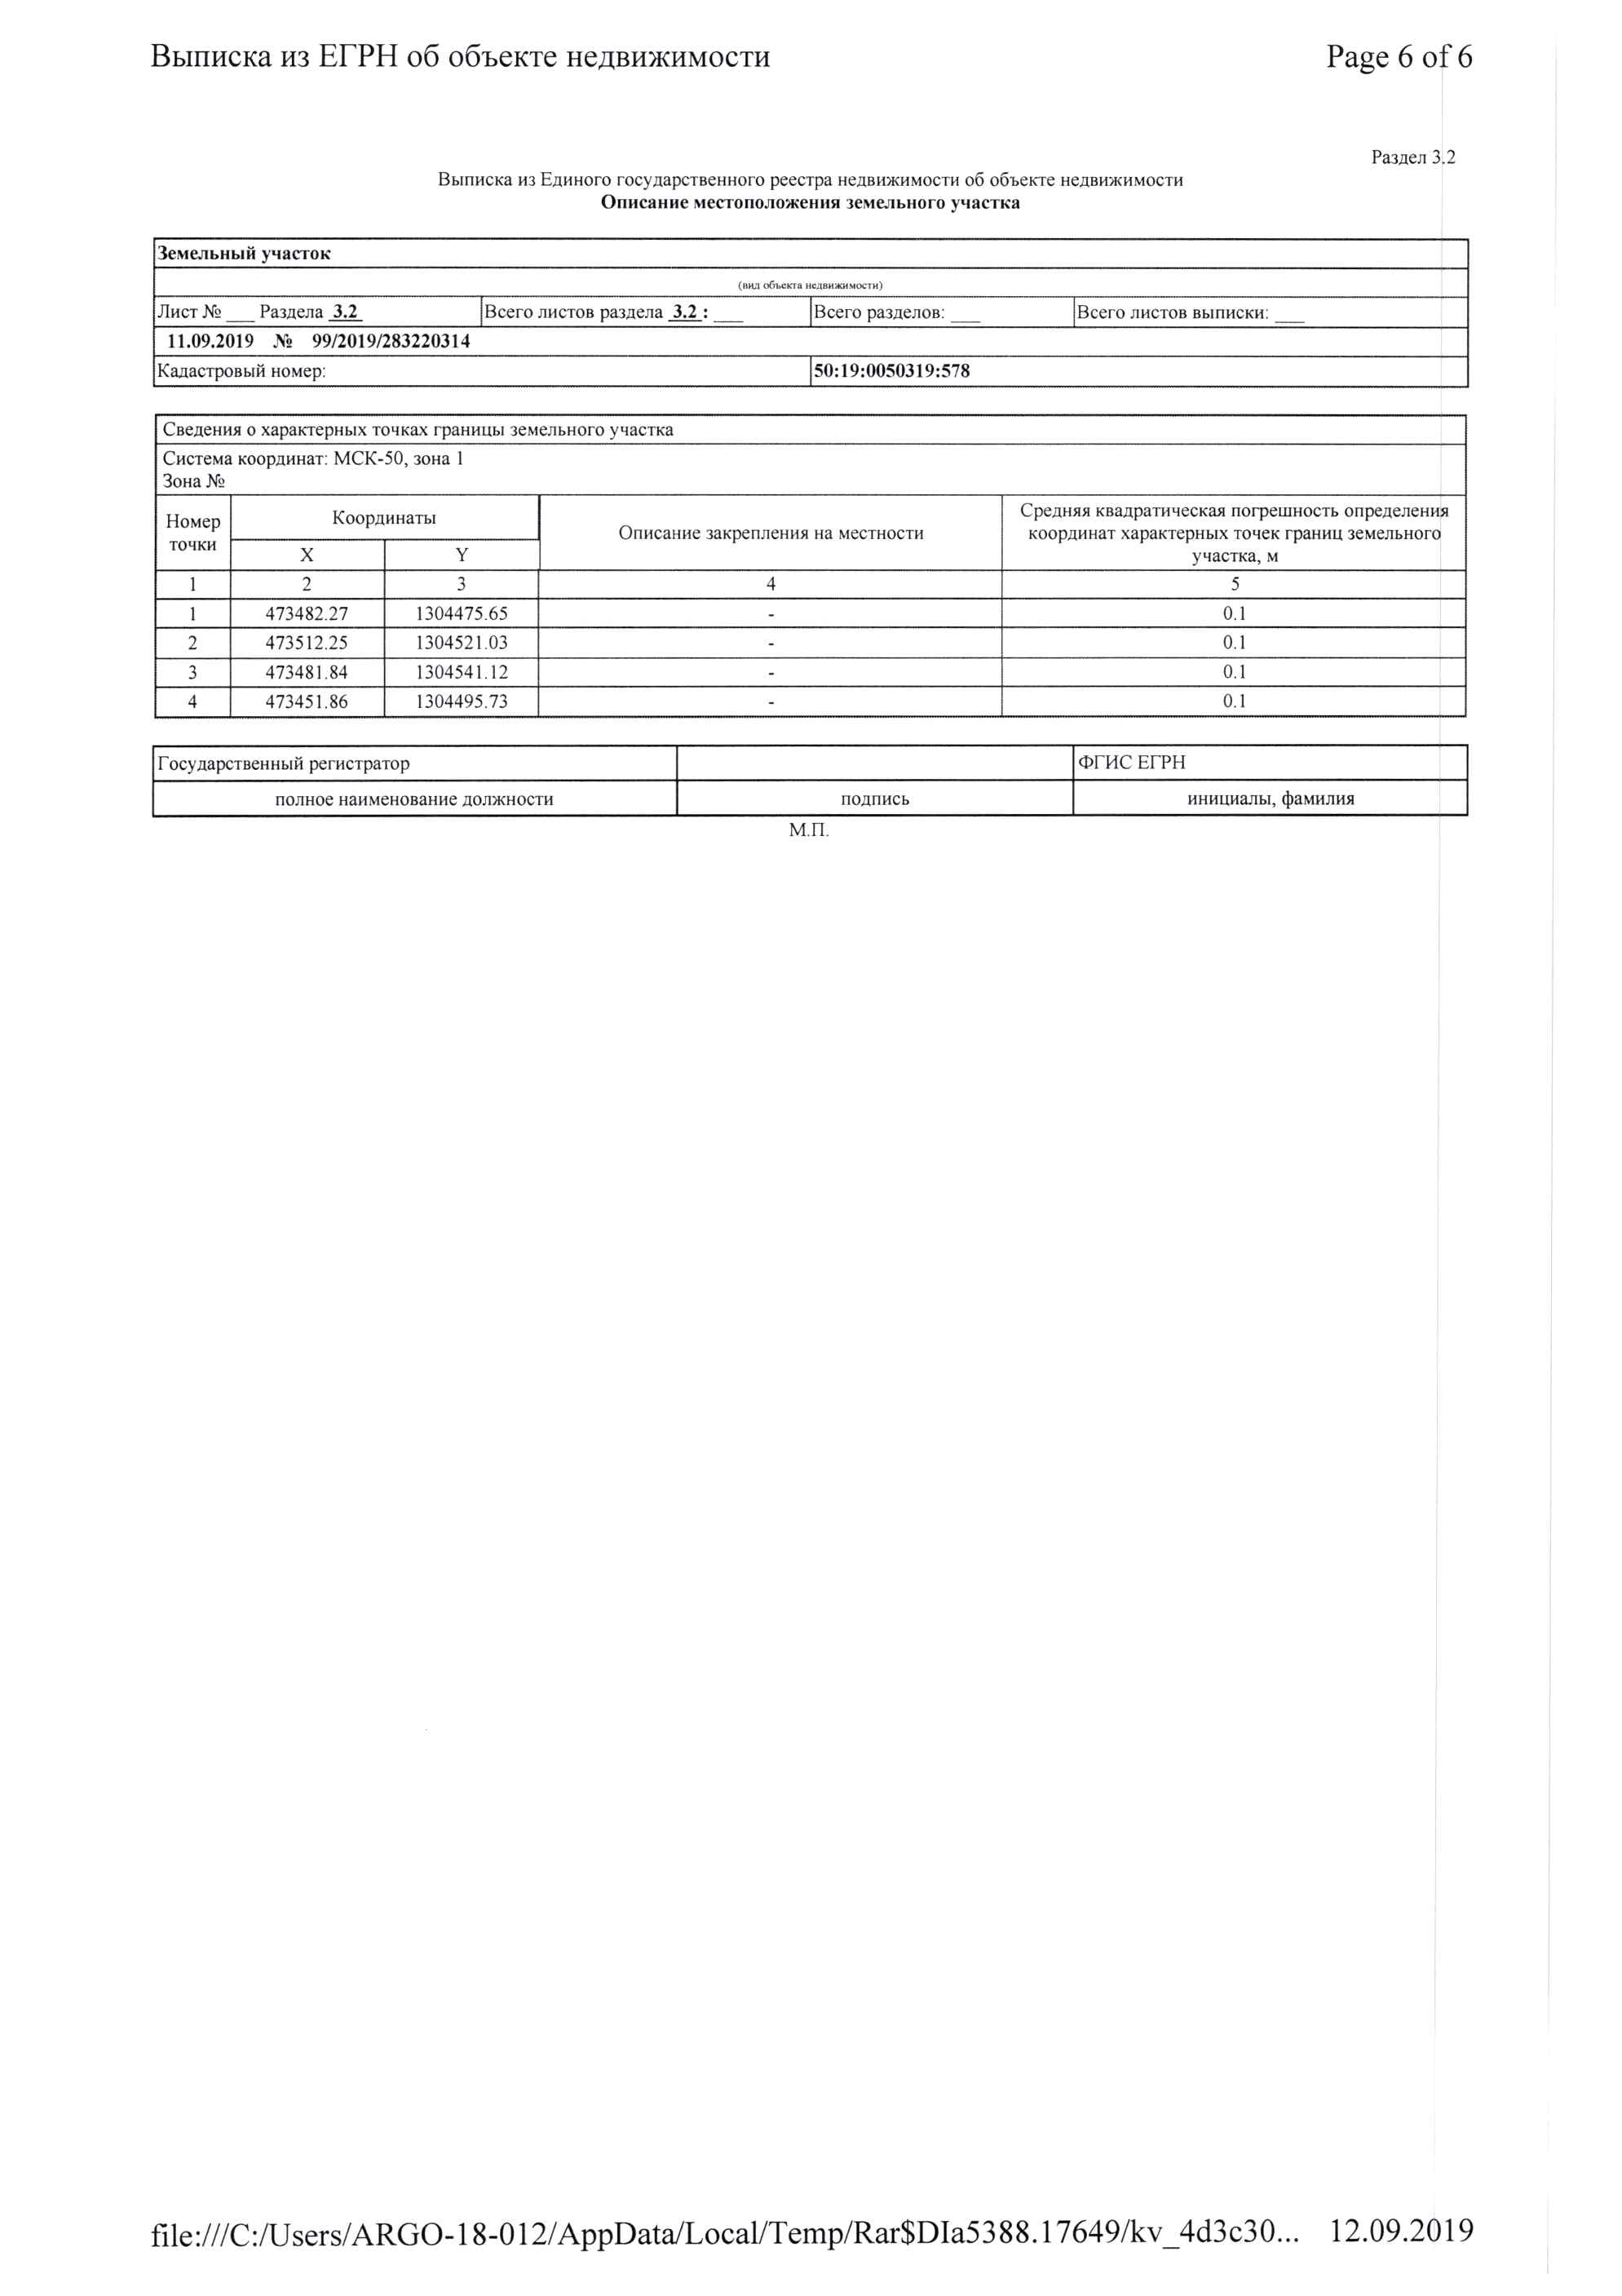 Выписка из ЕГРН об объекте недвижимости Page 6 of 6
Раздел 3.2
Выписка из Единого государственного реестра недвижимости об объекте недвижимости
Описание местоположения земельного участка
Земельный участок
(вид объекта недвижимости)
Лист № ___ Раздела 3.2 Всего листов раздела 3.2 : ___ Всего разделов: ___ Всего листов выписки: ___
11.09.2019 № 99/2019/283220314
Кадастровый номер: 50:19:0050319:578
Сведения о характерных точках границы земельного участка
Система координат: МСК-50, зона 1
Зона №
Номер точки Координаты Описание закрепления на местности Средняя квадратическая погрешность определения координат характерных точек границ земельного участка, м
X Y
1 2 3 4 5
1 473482.27 1304475.65 - 0.1
2 473512.25 1304521.03 - 0.1
3 473481.84 1304541.12 - 0.1
4 473451.86 1304495.73 - 0.1
Государственный регистратор ФГИС ЕГРН
полное наименование должности подпись инициалы, фамилия
М.П.
file:///C:/Users/ARGO-18-012/AppData/Local/Temp/Rar$DIa5388.17649/kv_4d3c30... 12.09.2019